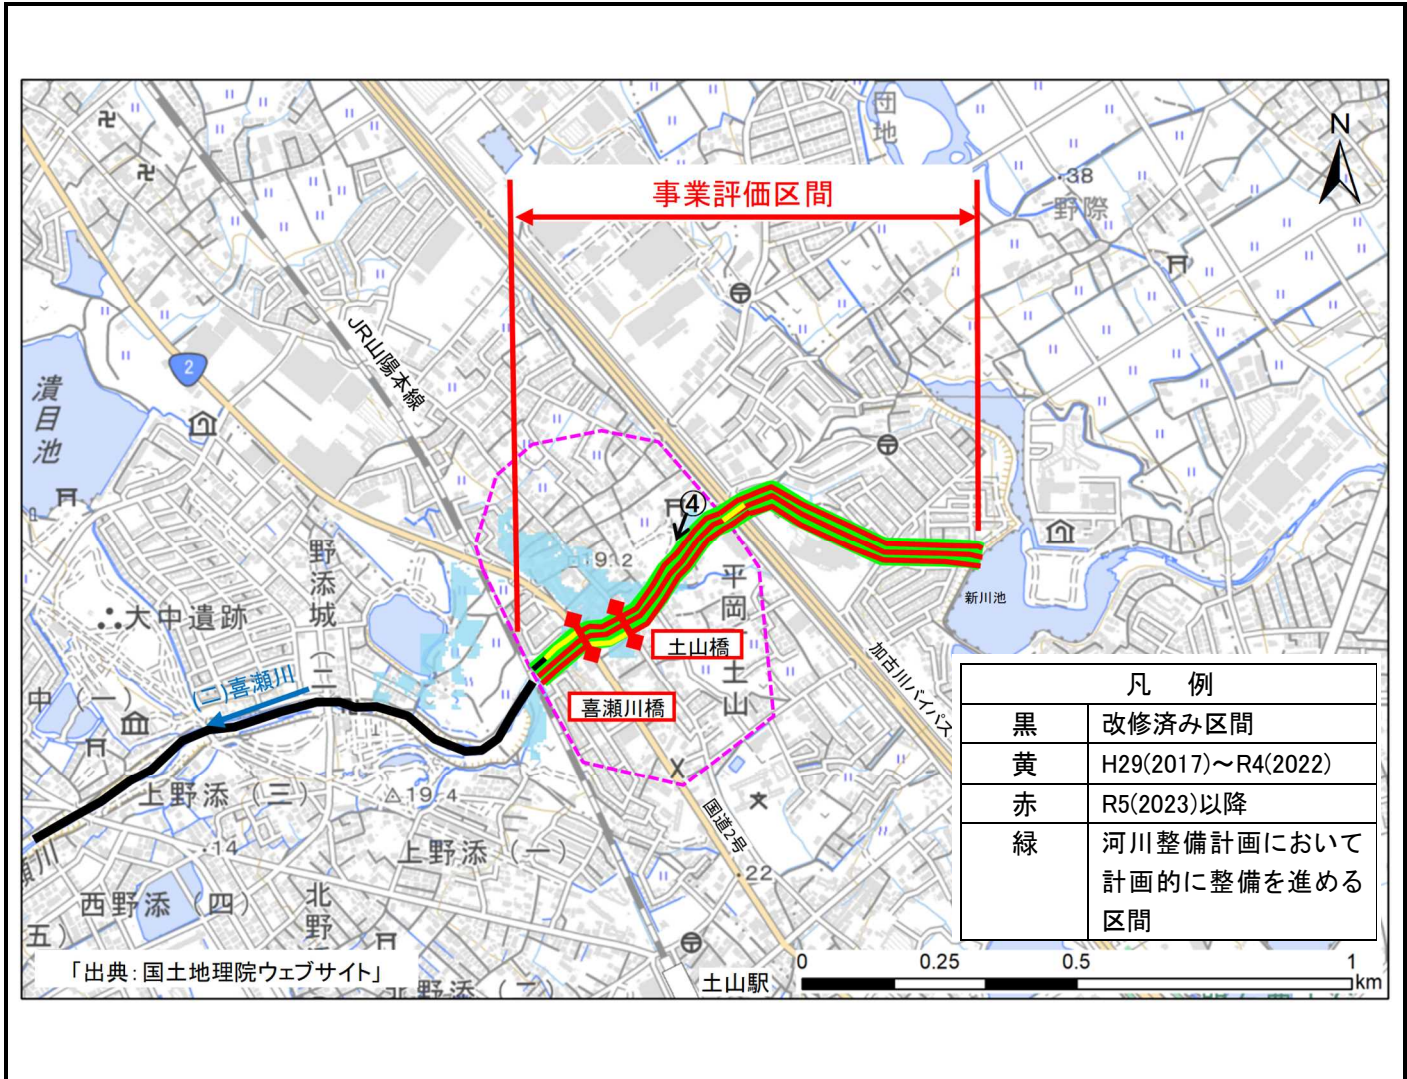 団地
N
38
野際
事業評価区間
2
JR山陽本線
潰目池
④
野添城(二)
19.2
平岡
土山
新川池
大中遺跡
土山橋
加古川バイパス
(二)喜瀬川
喜瀬川橋
中(一)
上野添(三)
19.4
国道2号
14
上野添(一)
22
西野添(四)
北野
五)
「出典:国土地理院ウェブサイト」
土山駅
凡 例
黒 改修済み区間
黄 H29(2017)～R4(2022)
赤 R5(2023)以降
緑 河川整備計画において
計画的に整備を進める
区間
0 0.25 0.5 1
km